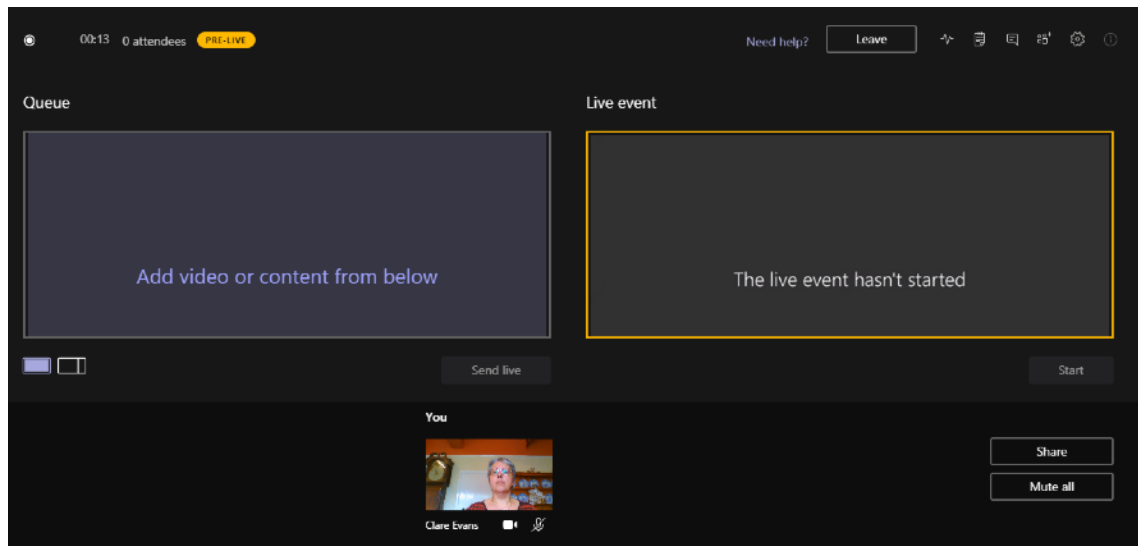 00:13 0 attendees PRE-LIVE Need help? Leave
Queue Live event
Add video or content from below
The live event hasn't started
Send live Start
You
Share
Mute all
Clare Evans